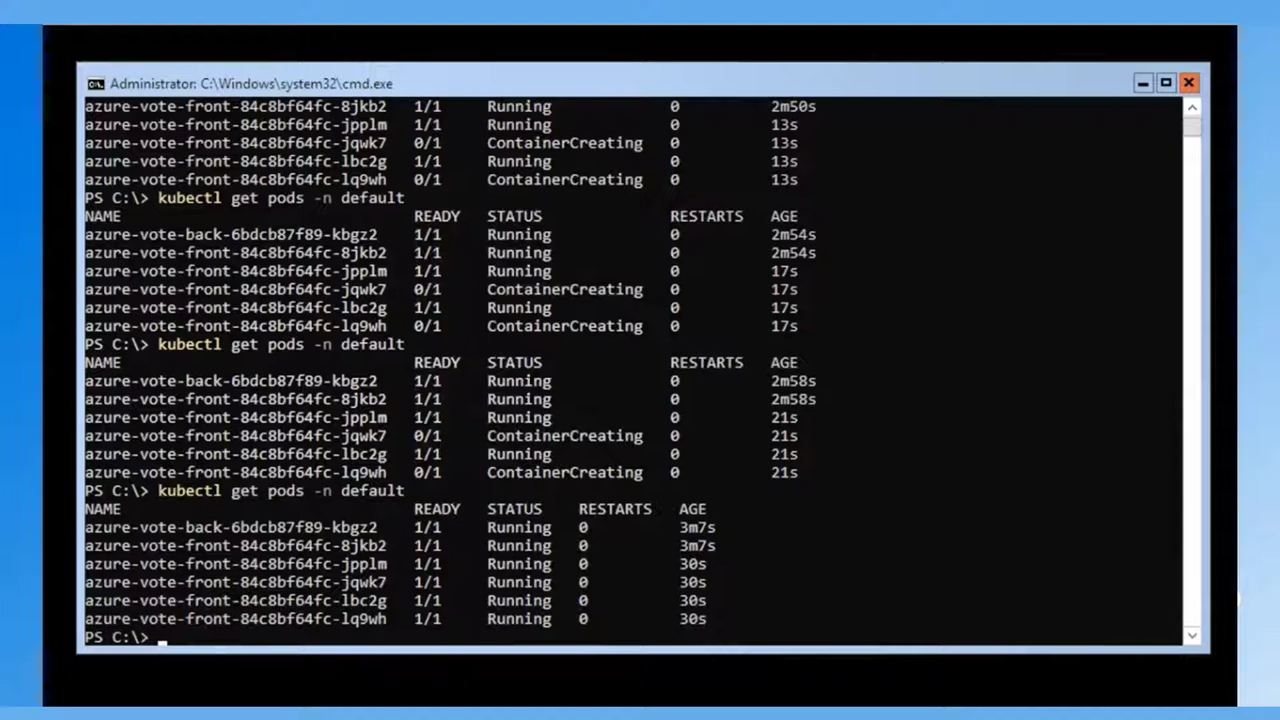 Administrator: C:\Windows\system32\cmd.exe
azure-vote-front-84c8bf64fc-8jkb2 1/1 Running 0 2m50s
azure-vote-front-84c8bf64fc-jpplm 1/1 Running 0 13s
azure-vote-front-84c8bf64fc-jqwk7 0/1 ContainerCreating 0 13s
azure-vote-front-84c8bf64fc-lbc2g 1/1 Running 0 13s
azure-vote-front-84c8bf64fc-lq9wh 0/1 ContainerCreating 0 13s
PS C:\> kubectl get pods -n default
NAME READY STATUS RESTARTS AGE
azure-vote-back-6bdcb87f89-kbgz2 1/1 Running 0 2m54s
azure-vote-front-84c8bf64fc-8jkb2 1/1 Running 0 2m54s
azure-vote-front-84c8bf64fc-jpplm 1/1 Running 0 17s
azure-vote-front-84c8bf64fc-jqwk7 0/1 ContainerCreating 0 17s
azure-vote-front-84c8bf64fc-lbc2g 1/1 Running 0 17s
azure-vote-front-84c8bf64fc-lq9wh 0/1 ContainerCreating 0 17s
PS C:\> kubectl get pods -n default
NAME READY STATUS RESTARTS AGE
azure-vote-back-6bdcb87f89-kbgz2 1/1 Running 0 2m58s
azure-vote-front-84c8bf64fc-8jkb2 1/1 Running 0 2m58s
azure-vote-front-84c8bf64fc-jpplm 1/1 Running 0 21s
azure-vote-front-84c8bf64fc-jqwk7 0/1 ContainerCreating 0 21s
azure-vote-front-84c8bf64fc-lbc2g 1/1 Running 0 21s
azure-vote-front-84c8bf64fc-lq9wh 0/1 ContainerCreating 0 21s
PS C:\> kubectl get pods -n default
NAME READY STATUS RESTARTS AGE
azure-vote-back-6bdcb87f89-kbgz2 1/1 Running 0 3m7s
azure-vote-front-84c8bf64fc-8jkb2 1/1 Running 0 3m7s
azure-vote-front-84c8bf64fc-jpplm 1/1 Running 0 30s
azure-vote-front-84c8bf64fc-jqwk7 1/1 Running 0 30s
azure-vote-front-84c8bf64fc-lbc2g 1/1 Running 0 30s
azure-vote-front-84c8bf64fc-lq9wh 1/1 Running 0 30s
PS C:\>